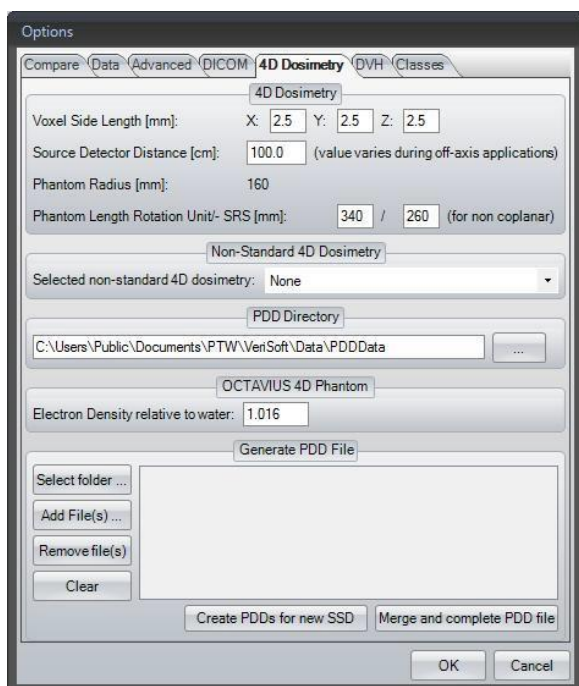 Options
Compare Data Advanced DICOM 4D Dosimetry DVH Classes
4D Dosimetry
Voxel Side Length [mm]: X: 2.5 Y: 2.5 Z: 2.5
Source Detector Distance [cm]: 100.0 (value varies during off-axis applications)
Phantom Radius [mm]: 160
Phantom Length Rotation Unit/- SRS [mm]: 340 / 260 (for non coplanar)
Non-Standard 4D Dosimetry
Selected non-standard 4D dosimetry: None
PDD Directory
C:\Users\Public\Documents\PTW\VeriSoft\Data\PDDData ...
OCTAVIUS 4D Phantom
Electron Density relative to water: 1.016
Generate PDD File
Select folder ...
Add File(s) ...
Remove file(s)
Clear
Create PDDs for new SSD Merge and complete PDD file
OK Cancel